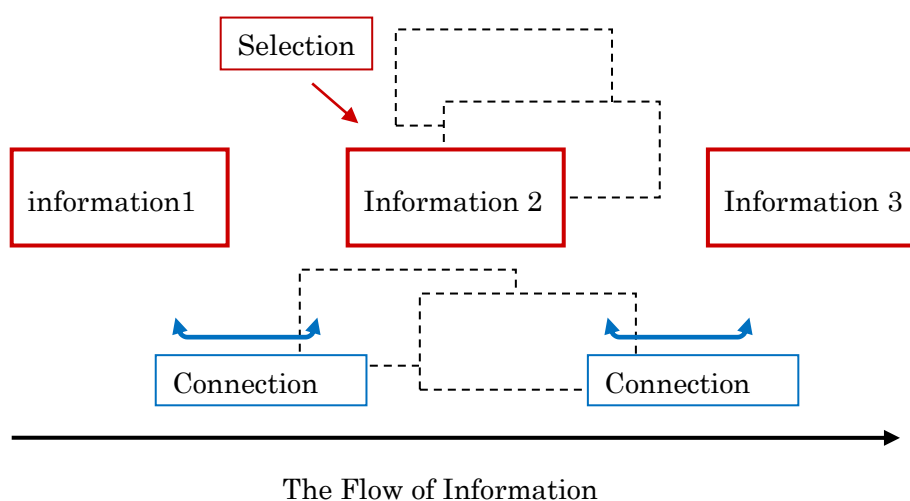 Selection
information1
Information 2
Information 3
Connection
Connection
The Flow of Information